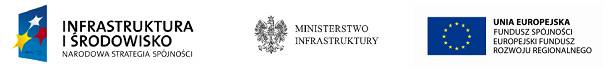 INFRASTRUKTURA
I ŚRODOWISKO
NARODOWA STRATEGIA SPÓJNOŚCI
MINISTERSTWO
INFRASTRUKTURY
UNIA EUROPEJSKA
FUNDUSZ SPÓJNOŚCI
EUROPEJSKI FUNDUSZ
ROZWOJU REGIONALNEGO